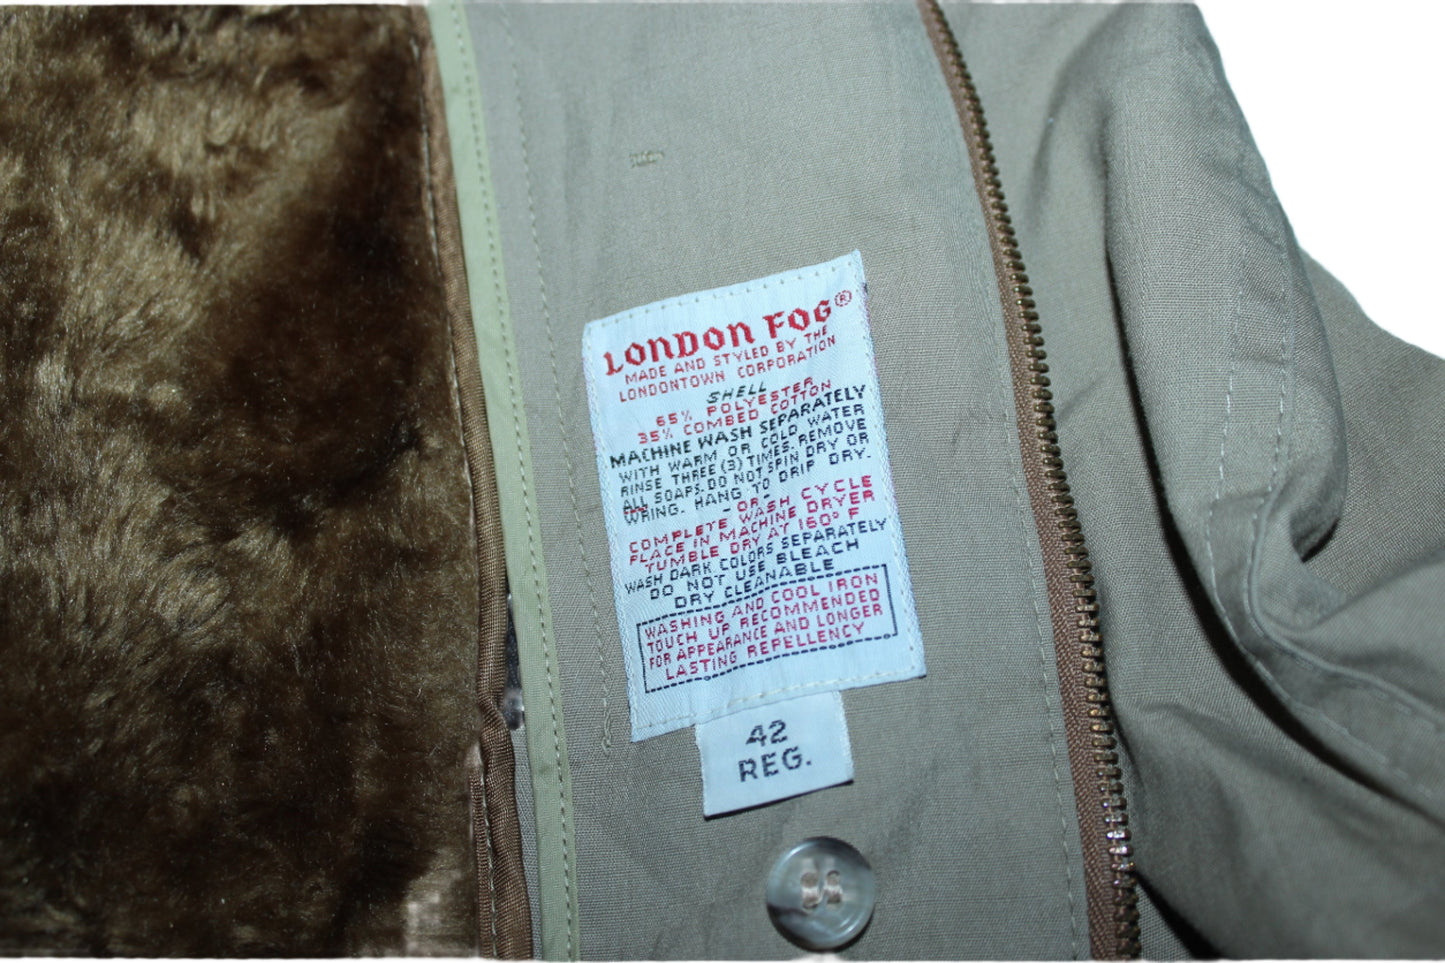 LONDON FOG®
MADE AND STYLED BY THE
LONDONTOWN CORPORATION
SHELL
65% POLYESTER
35% COMBED COTTON
MACHINE WASH SEPARATELY
WITH WARM OR COLD WATER
RINSE THREE (3) TIMES. REMOVE
ALL SOAPS. DO NOT SPIN DRY OR
WRING. HANG TO DRIP DRY.
- OR -
COMPLETE WASH CYCLE
PLACE IN MACHINE DRYER
TUMBLE DRY AT 160° F
WASH DARK COLORS SEPARATELY
DO NOT USE BLEACH
DRY CLEANABLE
WASHING AND COOL IRON
TOUCH UP RECOMMENDED
FOR APPEARANCE AND LONGER
LASTING REPELLENCY
42
REG.